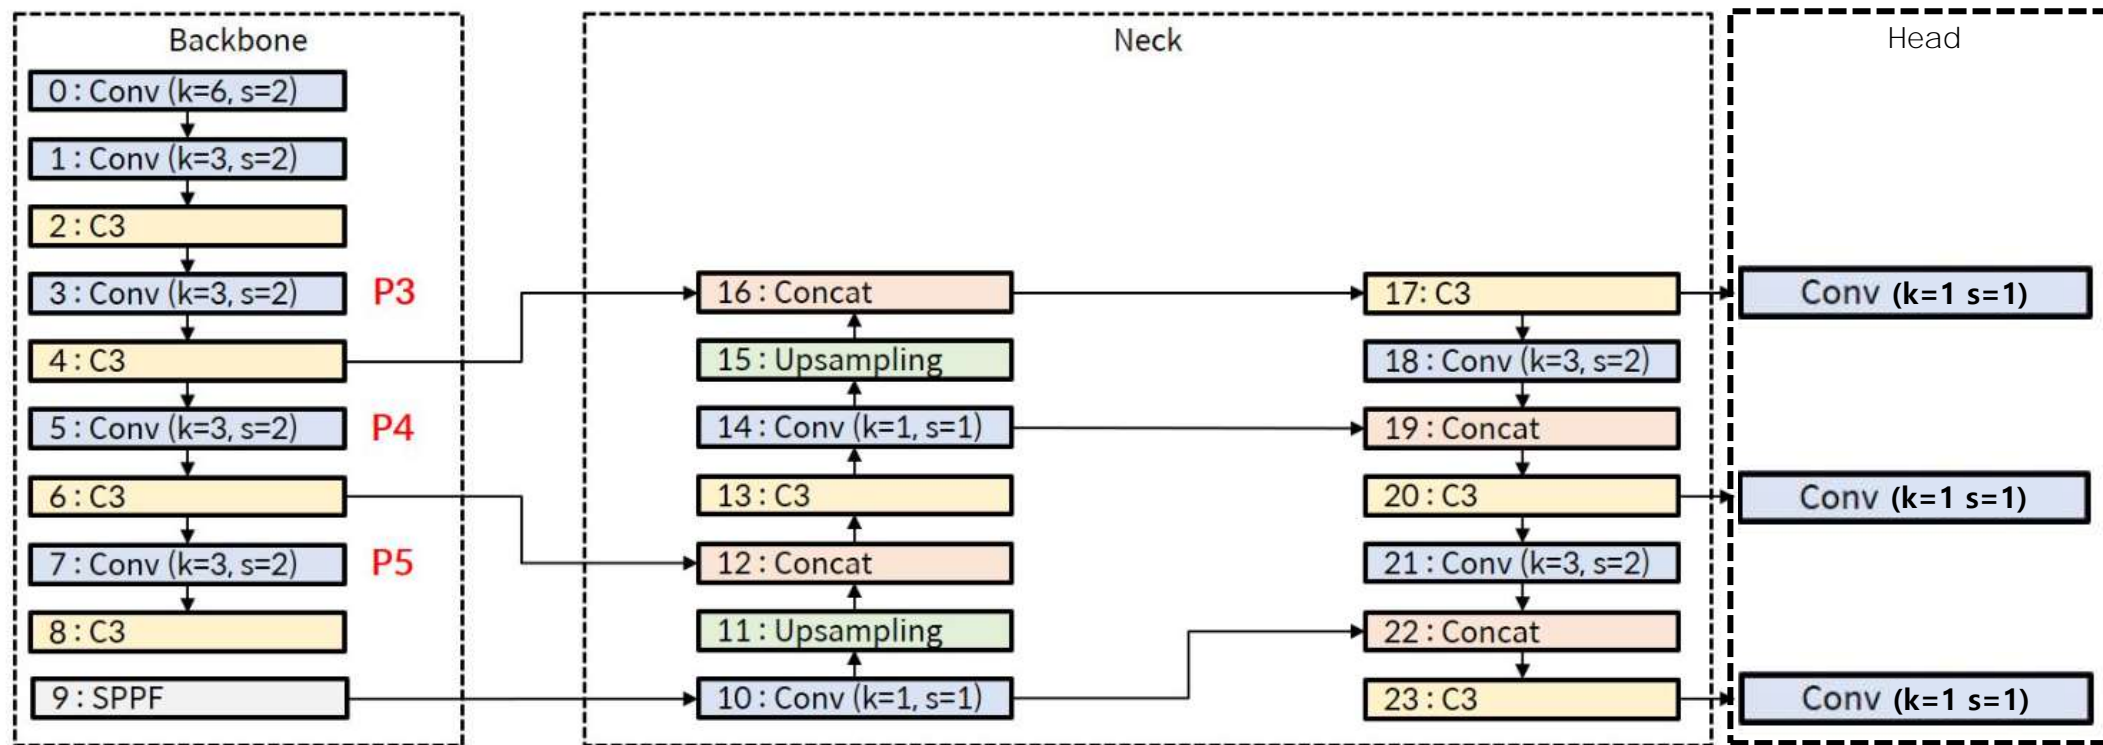 Backbone
0 : Conv (k=6, s=2)
1 : Conv (k=3, s=2)
2 : C3
3 : Conv (k=3, s=2)
P3
4 : C3
5 : Conv (k=3, s=2)
P4
6 : C3
7 : Conv (k=3, s=2)
P5
8 : C3
9 : SPPF
Neck
16 : Concat
15 : Upsampling
14 : Conv (k=1, s=1)
13 : C3
12 : Concat
11 : Upsampling
10 : Conv (k=1, s=1)
17: C3
18 : Conv (k=3, s=2)
19 : Concat
20 : C3
21 : Conv (k=3, s=2)
22 : Concat
23 : C3
Head
Conv (k=1 s=1)
Conv (k=1 s=1)
Conv (k=1 s=1)